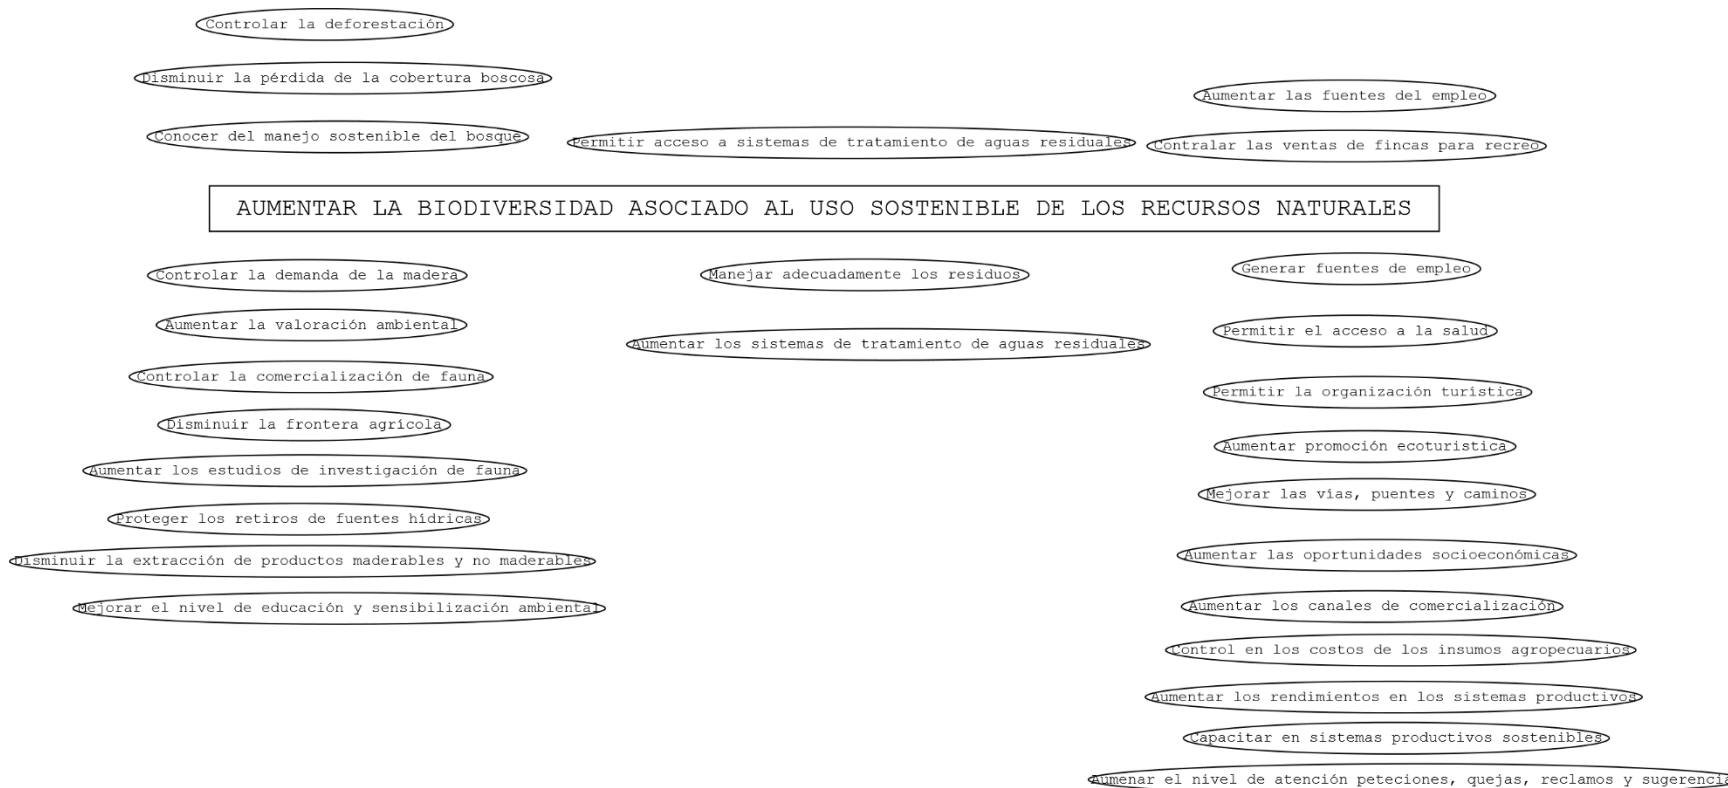 Controlar la deforestación
Disminuir la pérdida de la cobertura boscosa
Conocer del manejo sostenible del bosque
Permitir acceso a sistemas de tratamiento de aguas residuales
Aumentar las fuentes del empleo
Contralar las ventas de fincas para recreo
AUMENTAR LA BIODIVERSIDAD ASOCIADO AL USO SOSTENIBLE DE LOS RECURSOS NATURALES
Controlar la demanda de la madera
Aumentar la valoración ambiental
Controlar la comercialización de fauna
Disminuir la frontera agrícola
Aumentar los estudios de investigación de fauna
Proteger los retiros de fuentes hídricas
Disminuir la extracción de productos maderables y no maderables
Mejorar el nivel de educación y sensibilización ambiental
Manejar adecuadamente los residuos
Aumentar los sistemas de tratamiento de aguas residuales
Generar fuentes de empleo
Permitir el acceso a la salud
Permitir la organización turística
Aumentar promoción ecoturistica
Mejorar las vías, puentes y caminos
Aumentar las oportunidades socioeconómicas
Aumentar los canales de comercialización
Control en los costos de los insumos agropecuarios
Aumentar los rendimientos en los sistemas productivos
Capacitar en sistemas productivos sostenibles
Aumenar el nivel de atención peteciones, quejas, reclamos y sugerencia